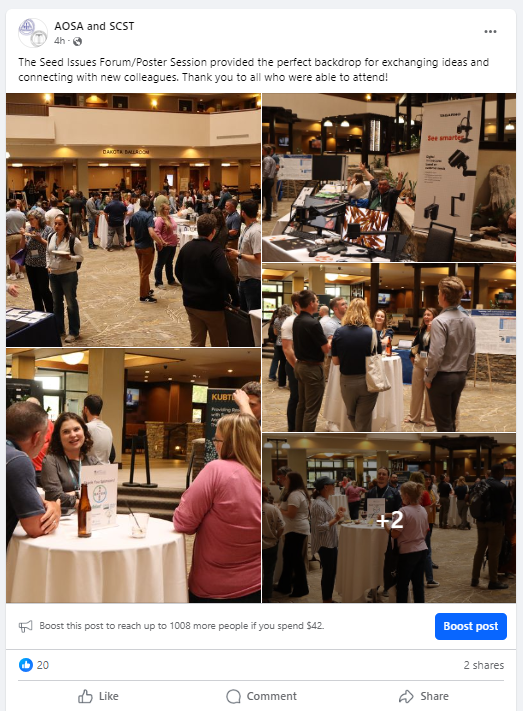 AOSA and SCST
4h
The Seed Issues Forum/Poster Session provided the perfect backdrop for exchanging ideas and
connecting with new colleagues. Thank you to all who were able to attend!
DAKOTA BALLROOM
See smarter
KUBTEC
Providing
BAYER
+2
Boost this post to reach up to 1008 more people if you spend $42.
Boost post
20
2 shares
Like
Comment
Share